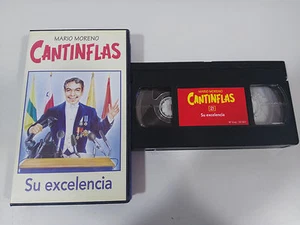 MARIO MORENO
CANTINFLAS
Su excelencia
MARIO MORENO
CANTINFLAS
Su excelencia